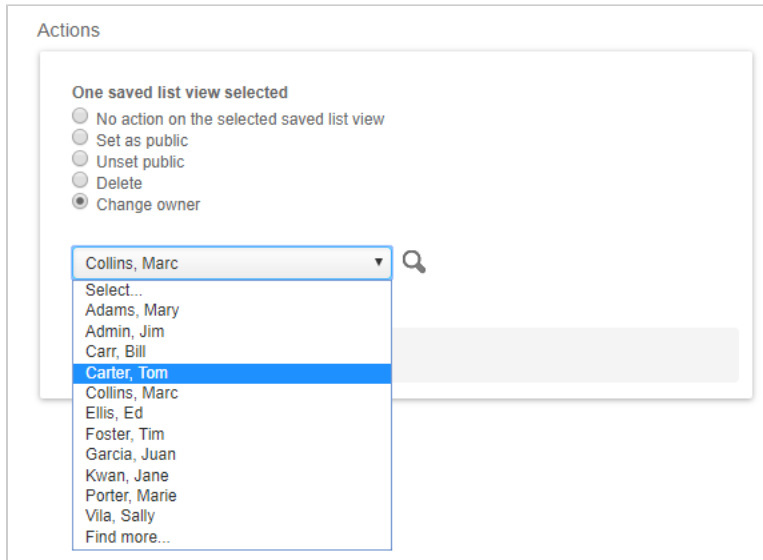 Actions
One saved list view selected
No action on the selected saved list view
Set as public
Unset public
Delete
Change owner
Collins, Marc
Select...
Adams, Mary
Admin, Jim
Carr, Bill
Carter, Tom
Collins, Marc
Ellis, Ed
Foster, Tim
Garcia, Juan
Kwan, Jane
Porter, Marie
Vila, Sally
Find more...